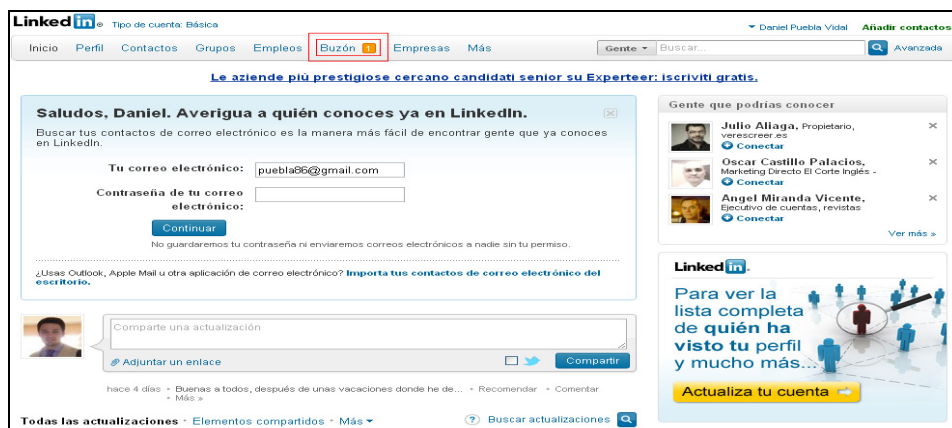 Linked in® Tipo de cuenta: Básica
Daniel Puebla Vidal Añadir contactos
Inicio Perfil Contactos Grupos Empleos Buzón 1 Empresas Más
Gente Buscar... Avanzada
Le aziende più prestigiose cercano candidati senior su Experteer: iscriviti gratis.
Saludos, Daniel. Averigua a quién conoces ya en LinkedIn.
Buscar tus contactos de correo electrónico es la manera más fácil de encontrar gente que ya conoces
en LinkedIn.
Tu correo electrónico: puebla86@gmail.com
Contraseña de tu correo
electrónico:
Continuar
No guardaremos tu contraseña ni enviaremos correos electrónicos a nadie sin tu permiso.
¿Usas Outlook, Apple Mail u otra aplicación de correo electrónico? Importa tus contactos de correo electrónico del
escritorio.
Comparte una actualización
Adjuntar un enlace
Compartir
hace 4 días • Buenas a todos, después de unas vacaciones donde he de... • Recomendar • Comentar
• Más »
Todas las actualizaciones · Elementos compartidos · Más
? Buscar actualizaciones
Gente que podrías conocer
Julio Aliaga, Propietario,
verescreer.es
Conectar
Oscar Castillo Palacios,
Marketing Directo El Corte Inglés -
Conectar
Angel Miranda Vicente,
Ejecutivo de cuentas, revistas
Conectar
Ver más »
Linked in.
Para ver la
lista completa
de quién ha
visto tu perfil
y mucho más...
Actualiza tu cuenta